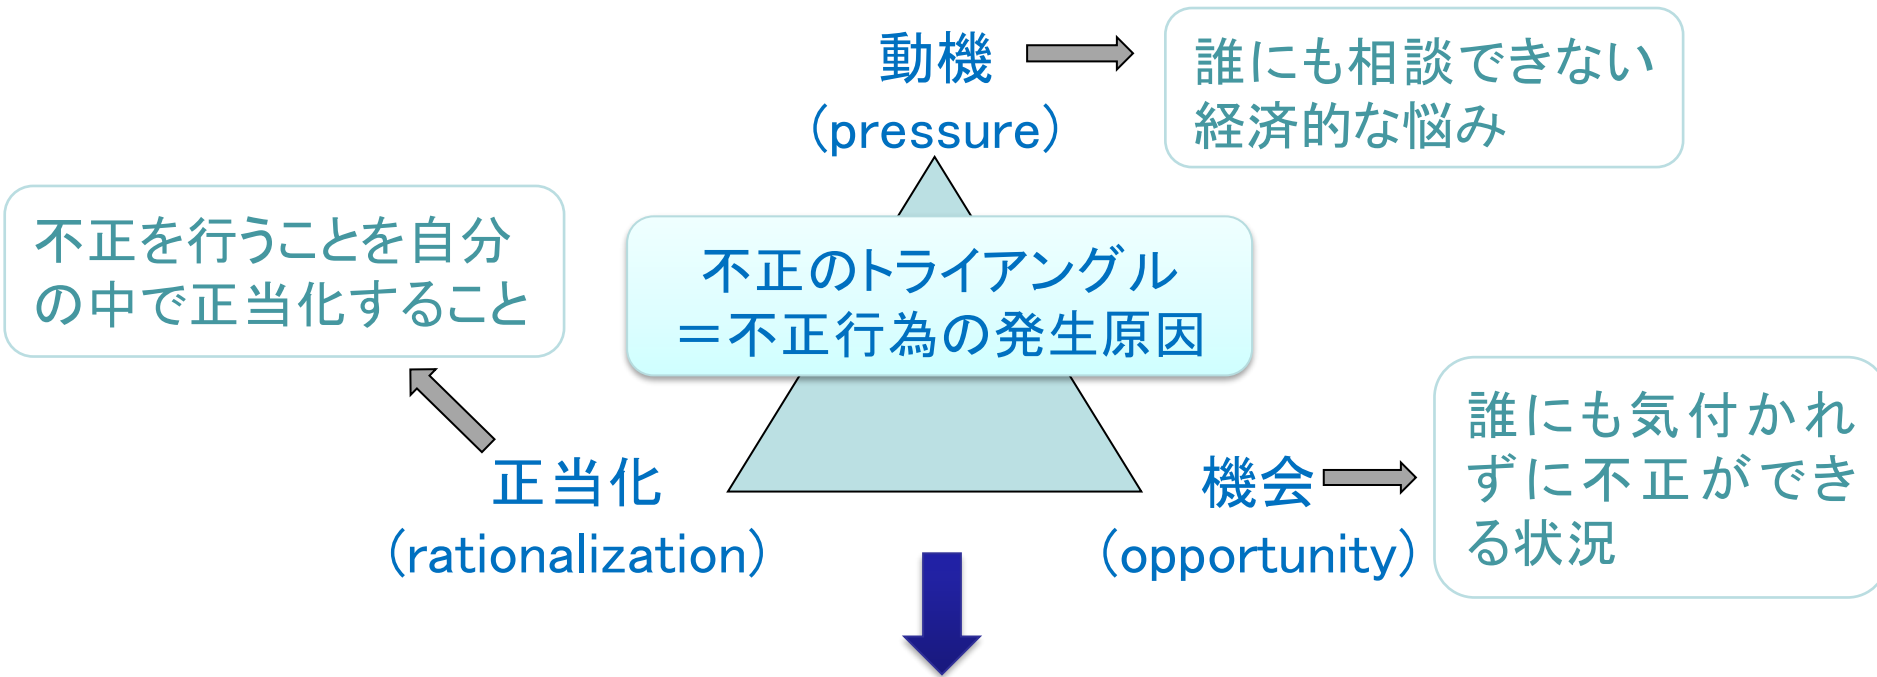 動機
(pressure)
誰にも相談できない
経済的な悩み
不正を行うことを自分
の中で正当化すること
不正のトライアングル
＝不正行為の発生原因
正当化
(rationalization)
機会
(opportunity)
誰にも気付かれ
ずに不正ができ
る状況